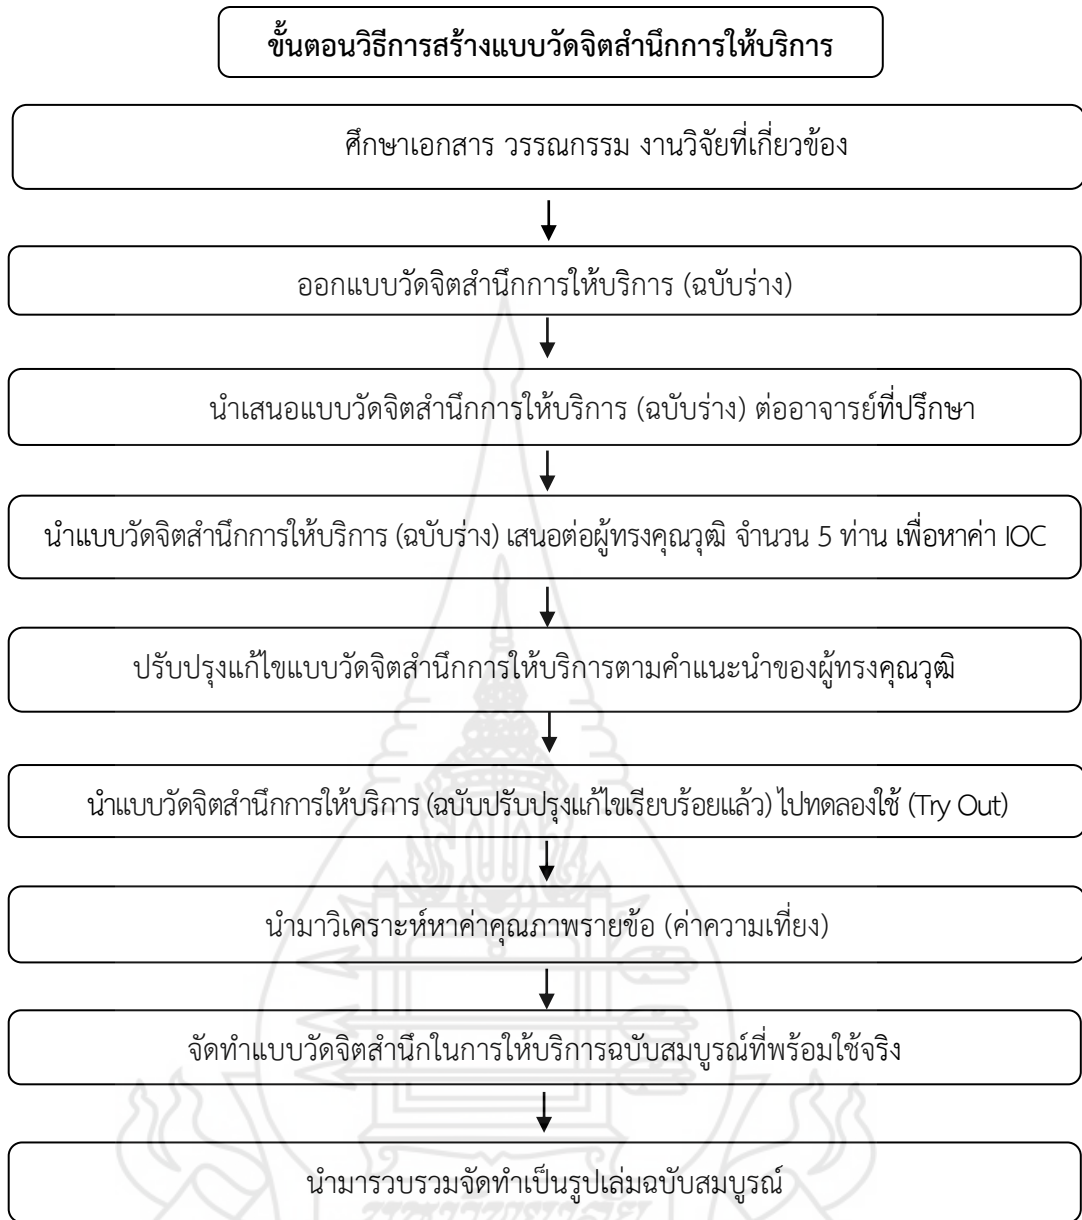 ขั้นตอนวิธีการสร้างแบบวัดจิตสำนึกการให้บริการ
ศึกษาเอกสาร วรรณกรรม งานวิจัยที่เกี่ยวข้อง
ออกแบบวัดจิตสำนึกการให้บริการ (ฉบับร่าง)
นำเสนอแบบวัดจิตสำนึกการให้บริการ (ฉบับร่าง) ต่ออาจารย์ที่ปรึกษา
นำแบบวัดจิตสำนึกการให้บริการ (ฉบับร่าง) เสนอต่อผู้ทรงคุณวุฒิ จำนวน 5 ท่าน เพื่อหาค่า IOC
ปรับปรุงแก้ไขแบบวัดจิตสำนึกการให้บริการตามคำแนะนำของผู้ทรงคุณวุฒิ
นำแบบวัดจิตสำนึกการให้บริการ (ฉบับปรับปรุงแก้ไขเรียบร้อยแล้ว) ไปทดลองใช้ (Try Out)
นำมาวิเคราะห์หาค่าคุณภาพรายข้อ (ค่าความเที่ยง)
จัดทำแบบวัดจิตสำนึกในการให้บริการฉบับสมบูรณ์ที่พร้อมใช้จริง
นำมารวบรวมจัดทำเป็นรูปเล่มฉบับสมบูรณ์